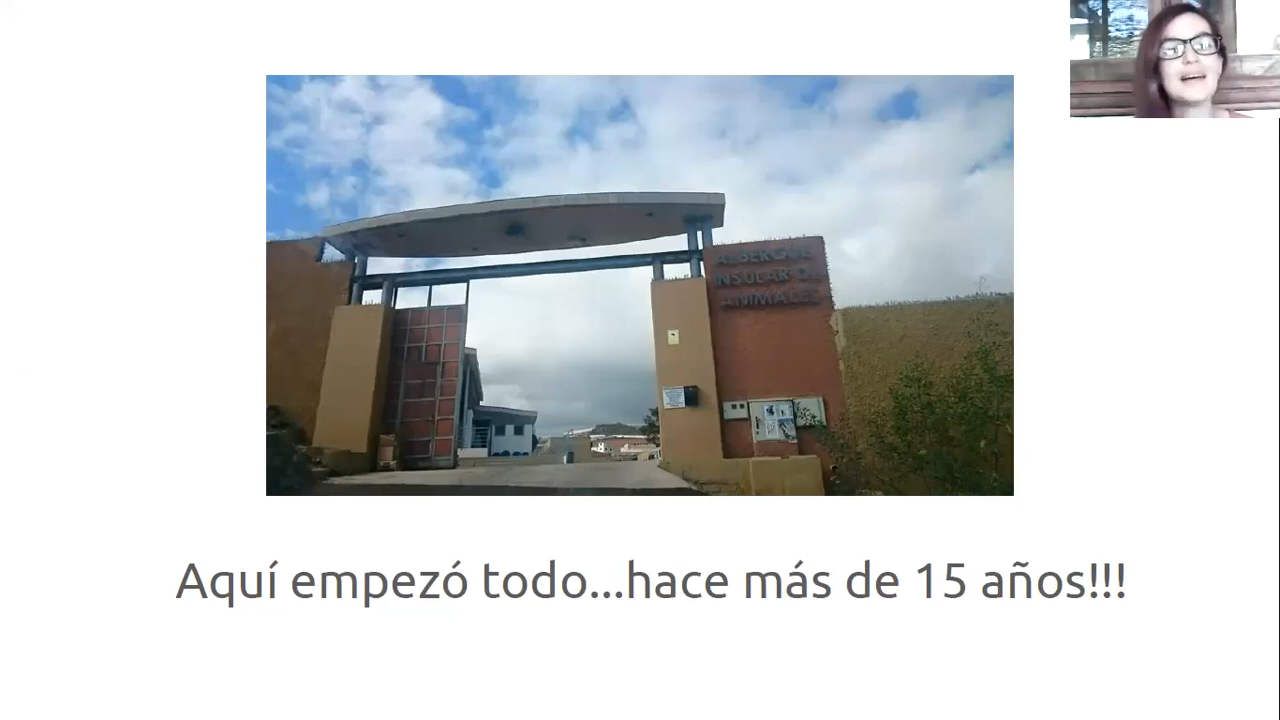 ALBERGUE
INSULAR DE
ANIMALES
Aquí empezó todo...hace más de 15 años!!!